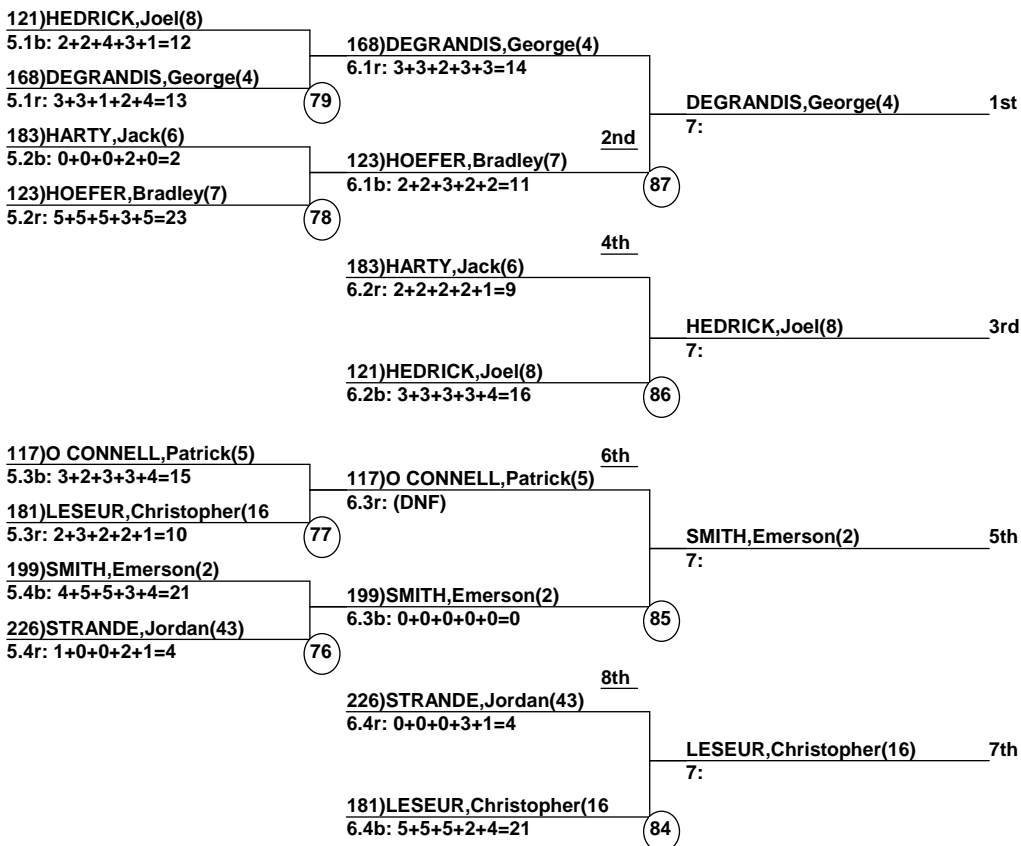 121)HEDRICK,Joel(8)
5.1b: 2+2+4+3+1=12
168)DEGRANDIS,George(4)
5.1r: 3+3+1+2+4=13
79
183)HARTY,Jack(6)
5.2b: 0+0+0+2+0=2
123)HOEFER,Bradley(7)
5.2r: 5+5+5+3+5=23
78
168)DEGRANDIS,George(4)
6.1r: 3+3+2+3+3=14
2nd
123)HOEFER,Bradley(7)
6.1b: 2+2+3+2+2=11
87
DEGRANDIS,George(4) 1st
7:
4th
183)HARTY,Jack(6)
6.2r: 2+2+2+2+1=9
121)HEDRICK,Joel(8)
6.2b: 3+3+3+3+4=16
86
HEDRICK,Joel(8) 3rd
7:
117)O CONNELL,Patrick(5)
5.3b: 3+2+3+3+4=15
181)LESEUR,Christopher(16
5.3r: 2+3+2+2+1=10
77
199)SMITH,Emerson(2)
5.4b: 4+5+5+3+4=21
226)STRANDE,Jordan(43)
5.4r: 1+0+0+2+1=4
76
6th
117)O CONNELL,Patrick(5)
6.3r: (DNF)
199)SMITH,Emerson(2)
6.3b: 0+0+0+0+0=0
85
SMITH,Emerson(2) 5th
7:
8th
226)STRANDE,Jordan(43)
6.4r: 0+0+0+3+1=4
181)LESEUR,Christopher(16
6.4b: 5+5+5+2+4=21
84
LESEUR,Christopher(16) 7th
7: